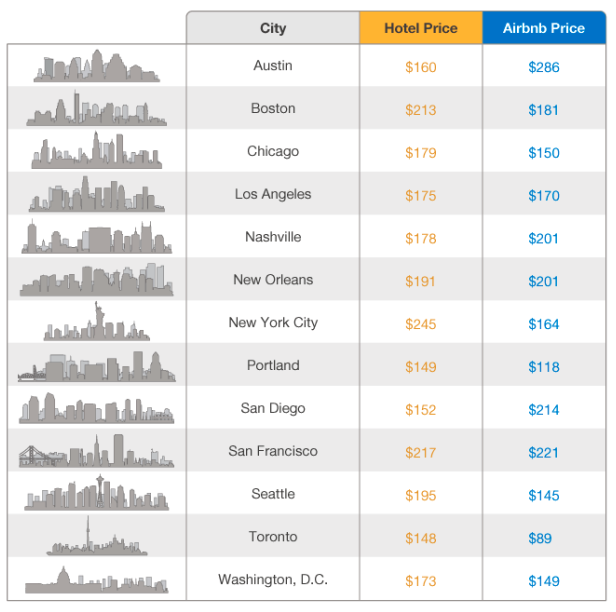 City Hotel Price Airbnb Price
Austin $160 $286
Boston $213 $181
Chicago $179 $150
Los Angeles $175 $170
Nashville $178 $201
New Orleans $191 $201
New York City $245 $164
Portland $149 $118
San Diego $152 $214
San Francisco $217 $221
Seattle $195 $145
Toronto $148 $89
Washington, D.C. $173 $149